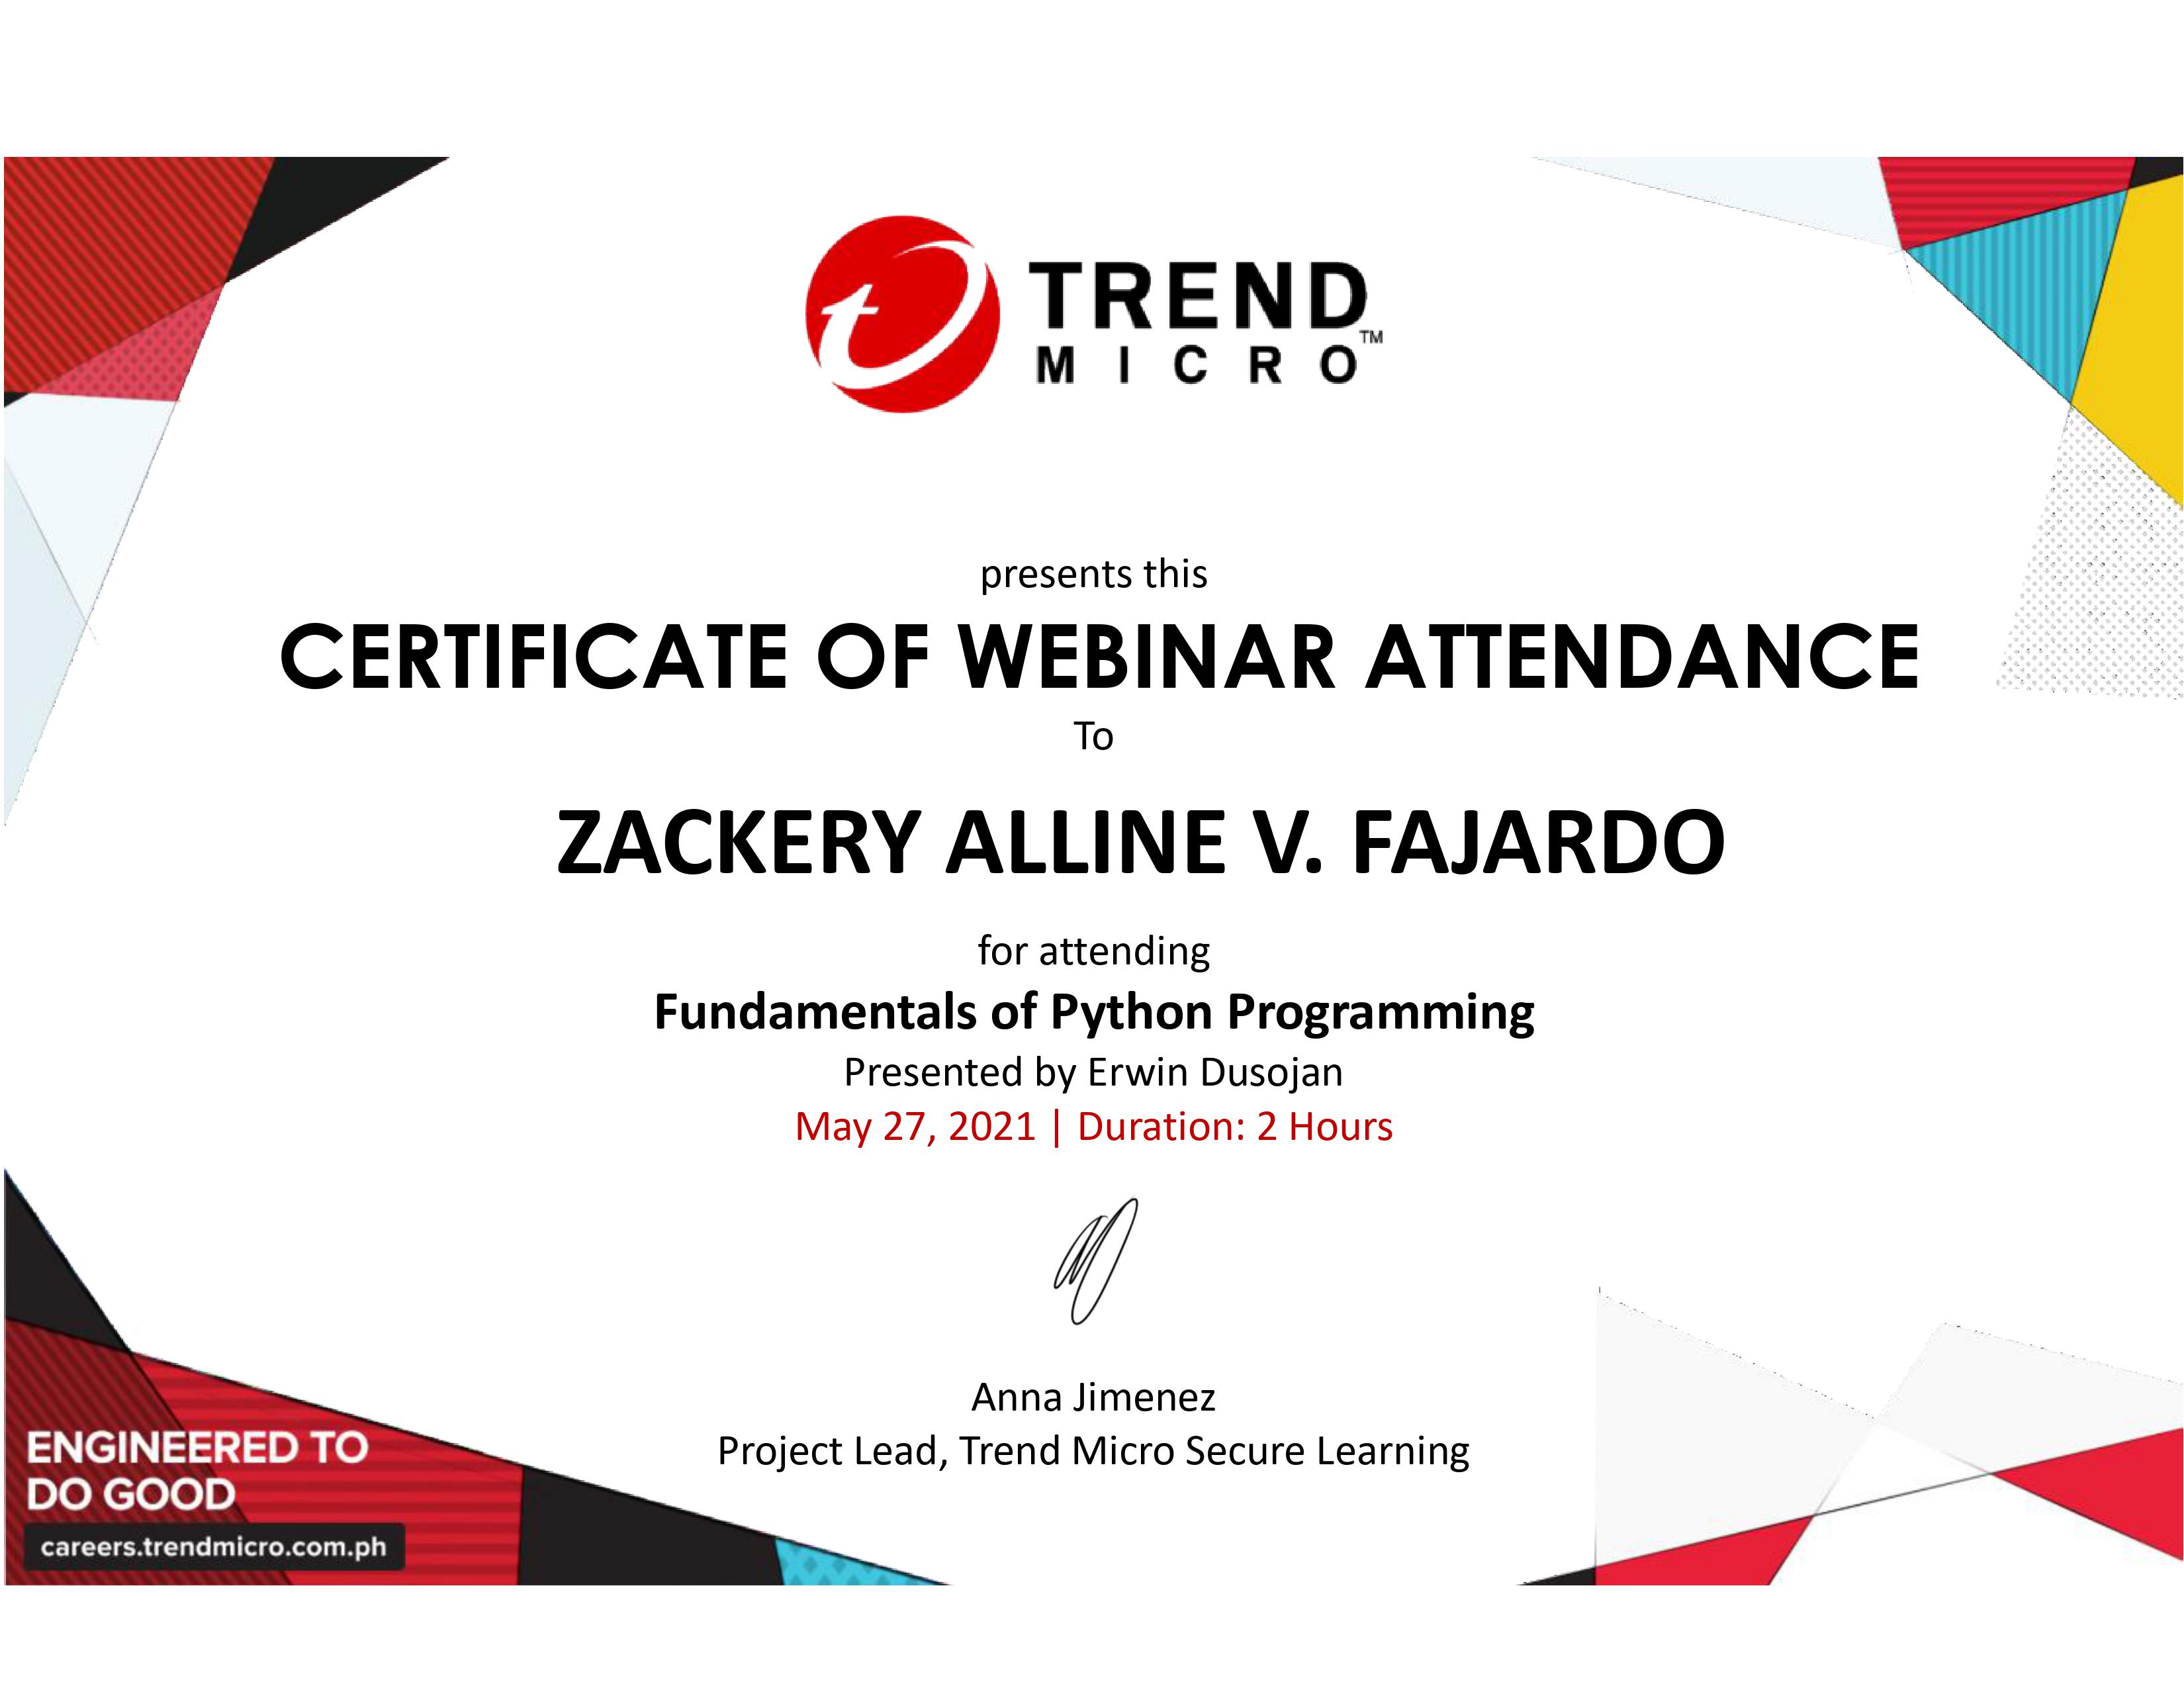 TREND
MICRO™
presents this
CERTIFICATE OF WEBINAR ATTENDANCE
To
ZACKERY ALLINE V. FAJARDO
for attending
Fundamentals of Python Programming
Presented by Erwin Dusojan
May 27, 2021 | Duration: 2 Hours
Anna Jimenez
Project Lead, Trend Micro Secure Learning
ENGINEERED TO
DO GOOD
careers.trendmicro.com.ph